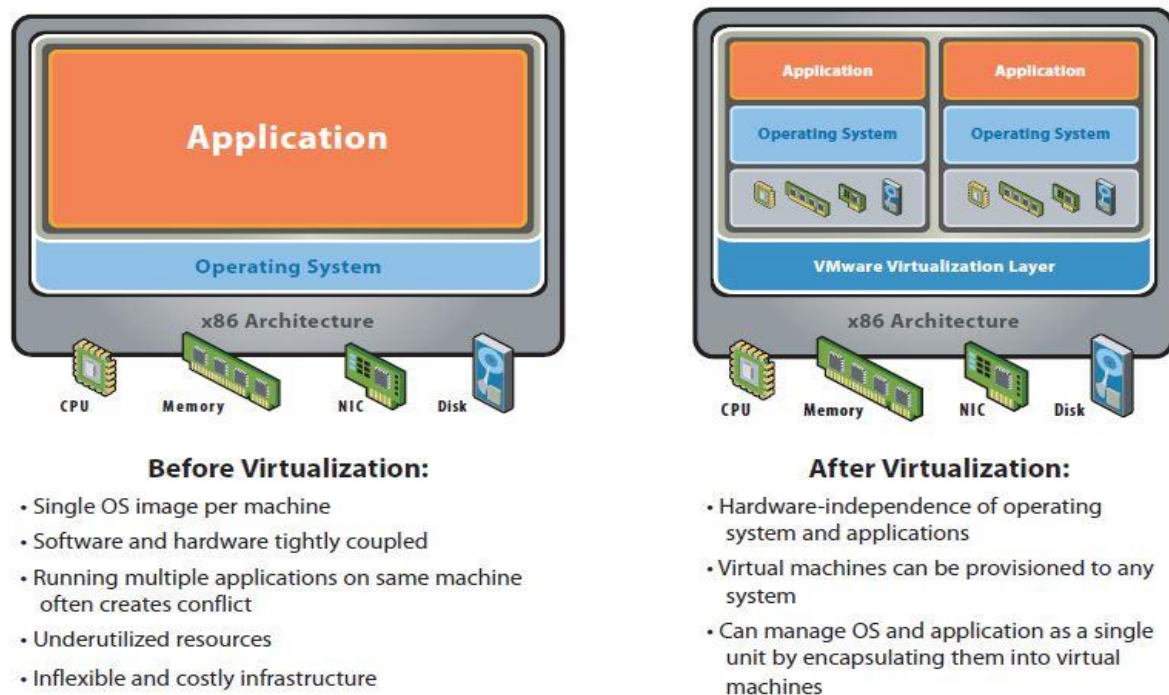 Application
Operating System
x86 Architecture
CPU
Memory
NIC
Disk
Before Virtualization:
• Single OS image per machine
• Software and hardware tightly coupled
• Running multiple applications on same machine
often creates conflict
• Underutilized resources
• Inflexible and costly infrastructure
Application
Application
Operating System
Operating System
VMware Virtualization Layer
x86 Architecture
CPU
Memory
NIC
Disk
After Virtualization:
• Hardware-independence of operating
system and applications
• Virtual machines can be provisioned to any
system
• Can manage OS and application as a single
unit by encapsulating them into virtual
machines